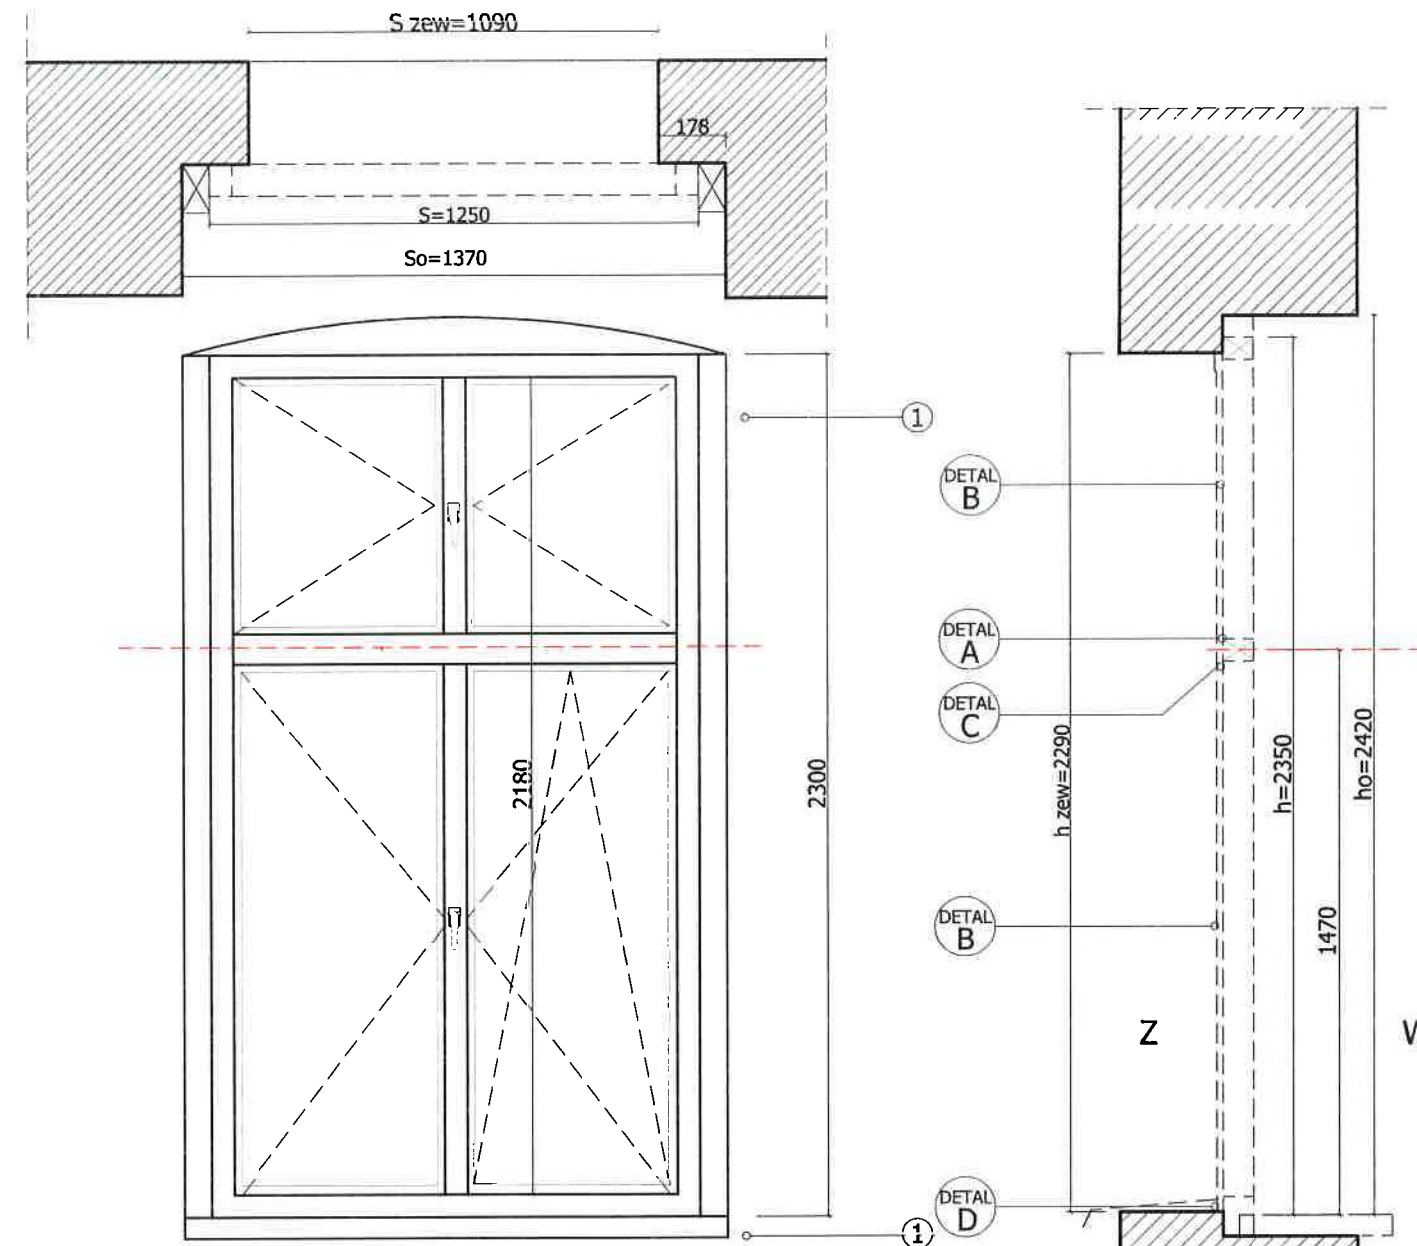 S zew=1090
178
S=1250
So=1370
1
DETAL
B
DETAL
A
DETAL
C
2180
2300
h zew=2290
h=2350
ho=2420
1470
DETAL
B
Z
DETAL
D
1